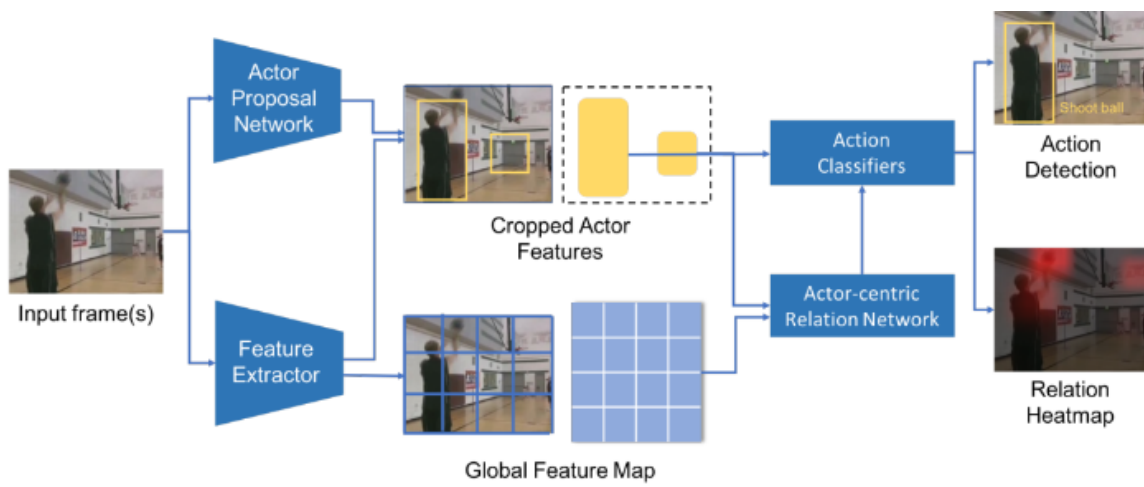 Actor
Proposal
Network
Shoot ball
Action
Detection
Action
Classifiers
Cropped Actor
Features
Input frame(s)
Actor-centric
Relation Network
Feature
Extractor
Relation
Heatmap
Global Feature Map